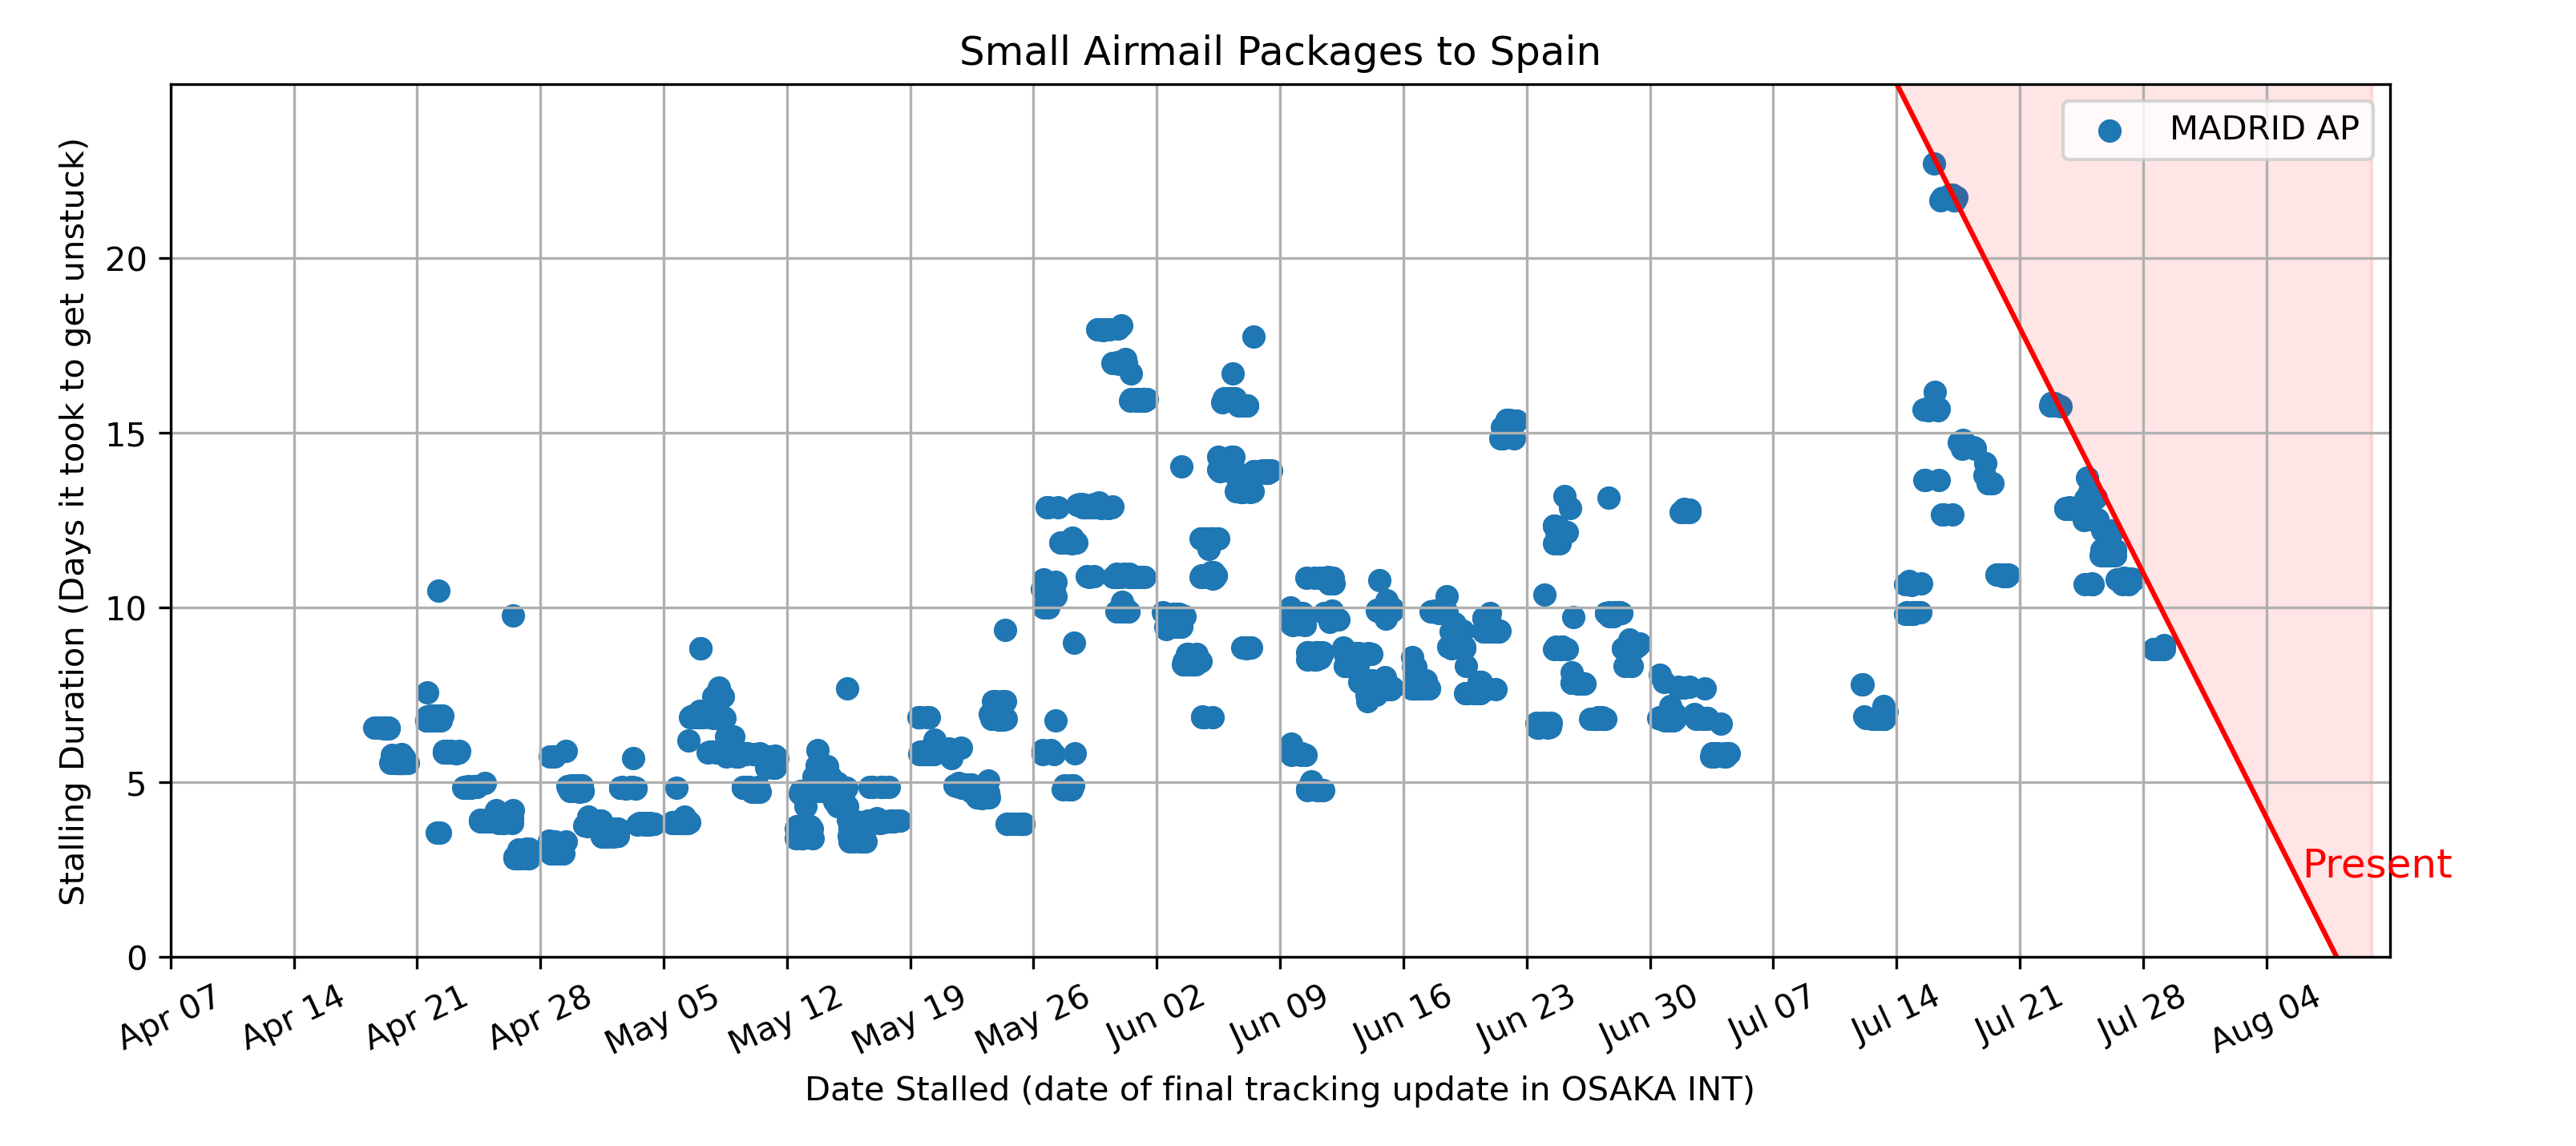 Small Airmail Packages to Spain
MADRID AP
Stalling Duration (Days it took to get unstuck)
20
15
10
5
0
Present
Apr 07
Apr 14
Apr 21
Apr 28
May 05
May 12
May 19
May 26
Jun 02
Jun 09
Jun 16
Jun 23
Jun 30
Jul 07
Jul 14
Jul 21
Jul 28
Aug 04
Date Stalled (date of final tracking update in OSAKA INT)